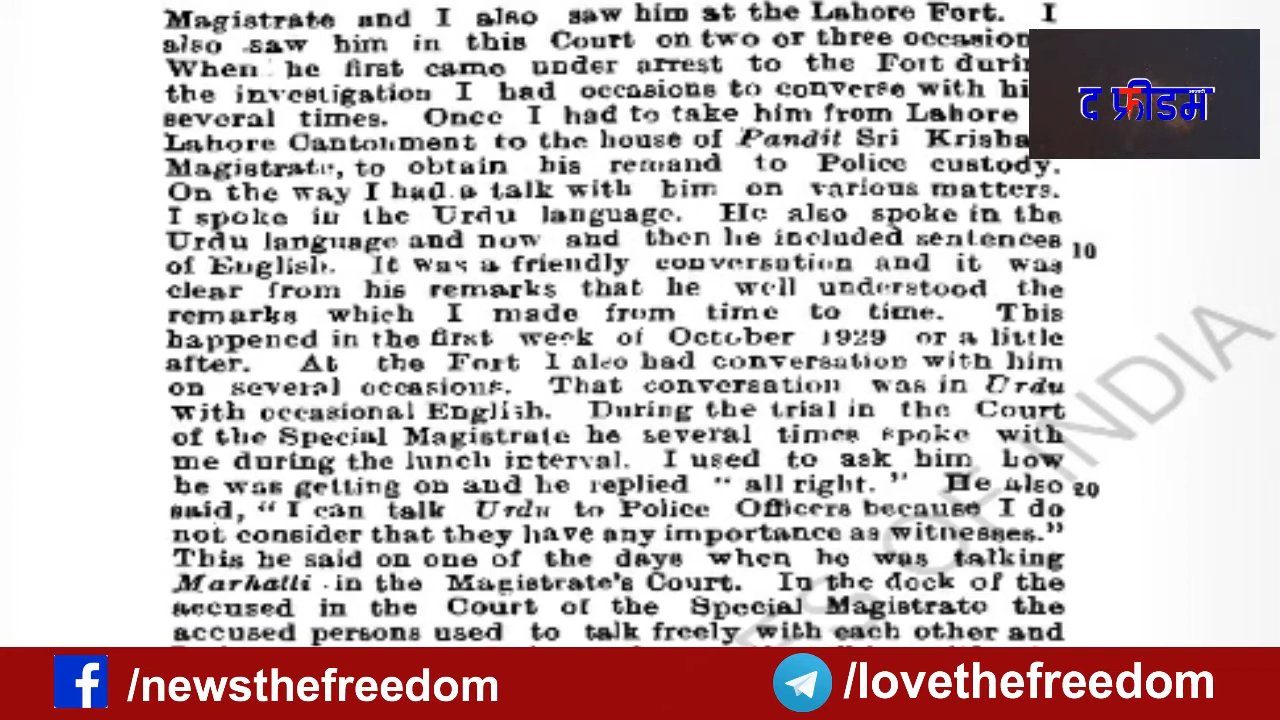 Magistrate and I also saw him at the Lahore Fort. I
also saw him in this Court on two or three occasion
When he first came under arrest to the Fort durin
the investigation I had occasions to converse with hi
several times. Once I had to take him from Lahore
Lahore Cantonment to the house of Pandit Sri Krisha
Magistrate, to obtain his remand to Police custody.
On the way I had a talk with him on various matters.
I spoke in the Urdu language. He also spoke in the
Urdu language and now and then he included sentences
of English. It was a friendly conversation and it was 10
clear from his remarks that he well understood the
remarks which I made from time to time. This
happened in the first week of October 1929 or a little
after. At the Fort I also had conversation with him
on several occasions. That conversation was in Urdu
with occasional English. During the trial in the Court
of the Special Magistrate he several times spoke with
me during the lunch interval. I used to ask him how
he was getting on and he replied “all right.” He also 20
said, “I can talk Urdu to Police Officers because I do
not consider that they have any importance as witnesses.”
This he said on one of the days when he was talking
Marhatti in the Magistrate's Court. In the dock of the
accused in the Court of the Special Magistrate the
accused persons used to talk freely with each other and
द फ्रीडम
ES OF INDIA
/newsthefreedom
/lovethefreedom